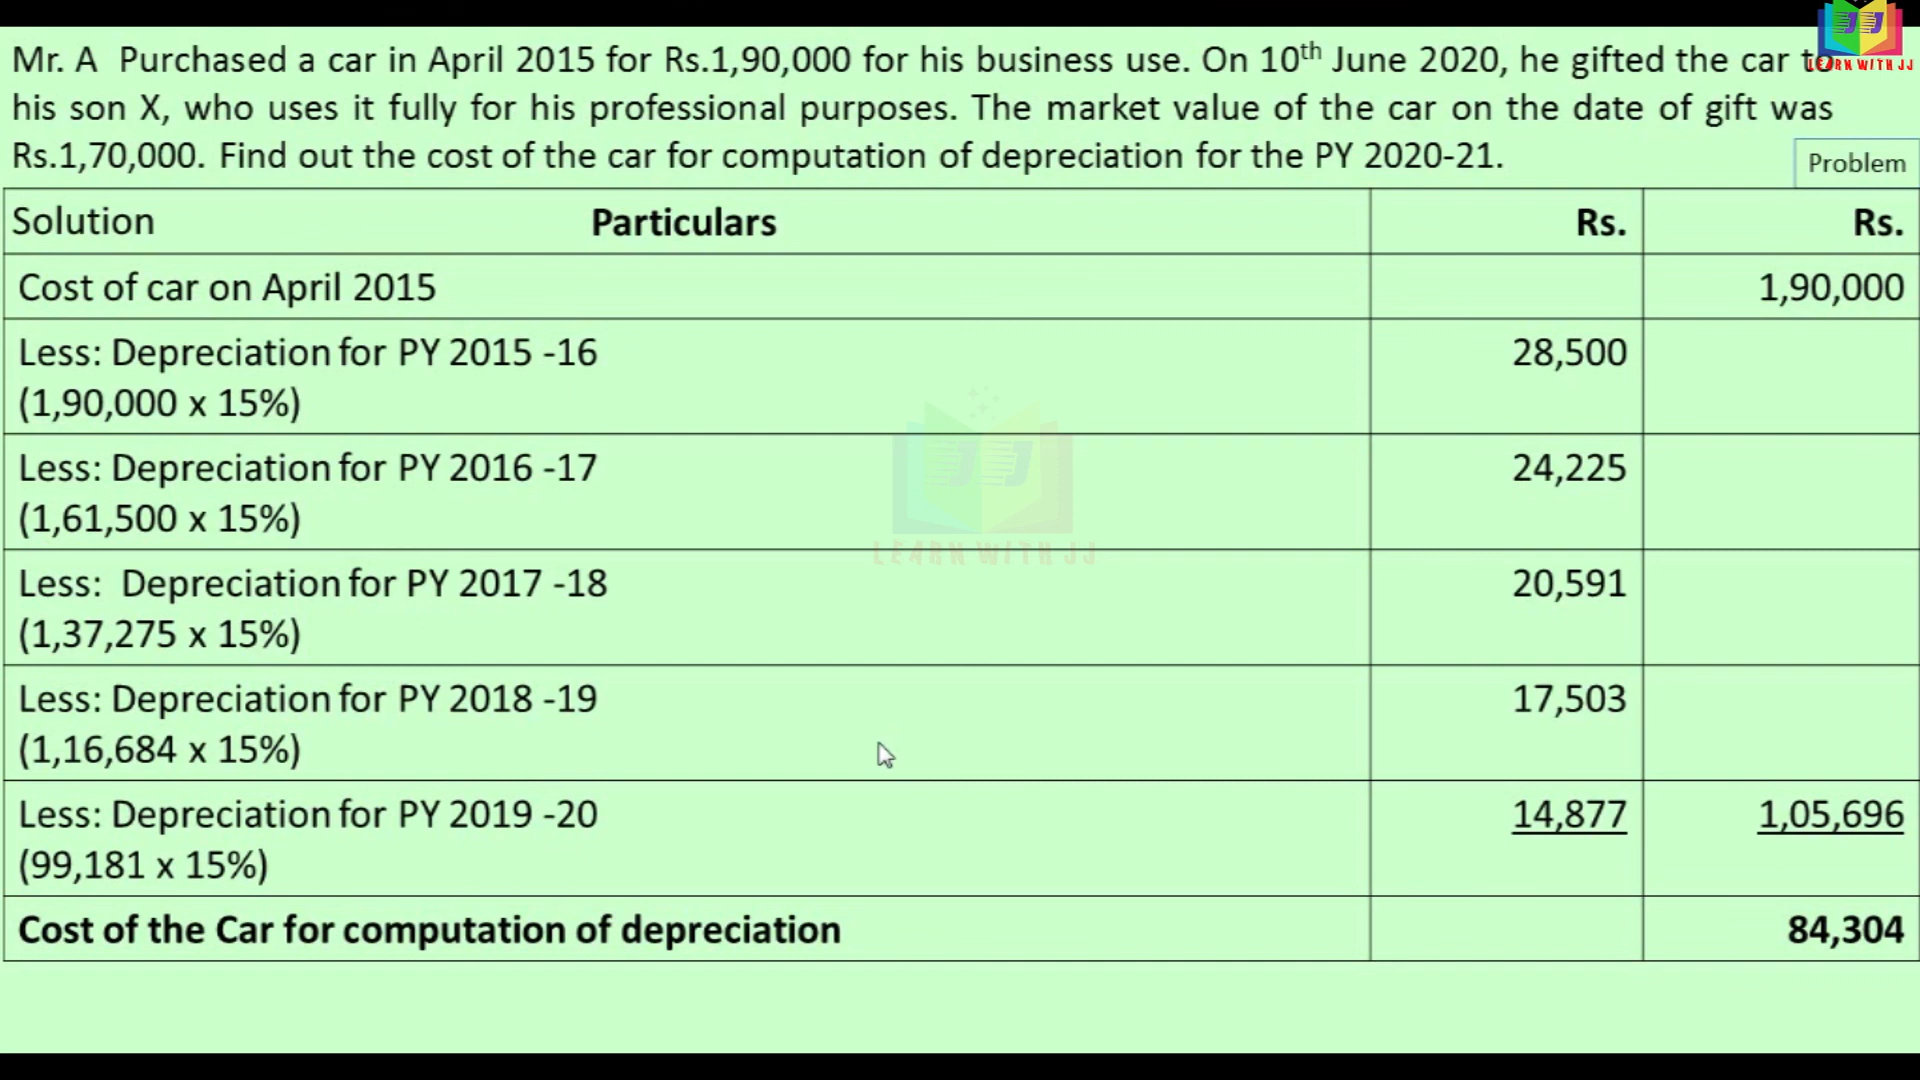 Mr. A Purchased a car in April 2015 for Rs.1,90,000 for his business use. On 10th June 2020, he gifted the car to
LEARN WITH JJ
his son X, who uses it fully for his professional purposes. The market value of the car on the date of gift was
Rs.1,70,000. Find out the cost of the car for computation of depreciation for the PY 2020-21.
Problem
Solution Particulars Rs. Rs.
Cost of car on April 2015 1,90,000
Less: Depreciation for PY 2015 -16 28,500
(1,90,000 x 15%)
Less: Depreciation for PY 2016 -17 24,225
(1,61,500 x 15%)
JJ
LEARN WITH JJ
Less: Depreciation for PY 2017 -18 20,591
(1,37,275 x 15%)
Less: Depreciation for PY 2018 -19 17,503
(1,16,684 x 15%)
Less: Depreciation for PY 2019 -20 14,877 1,05,696
(99,181 x 15%)
Cost of the Car for computation of depreciation 84,304